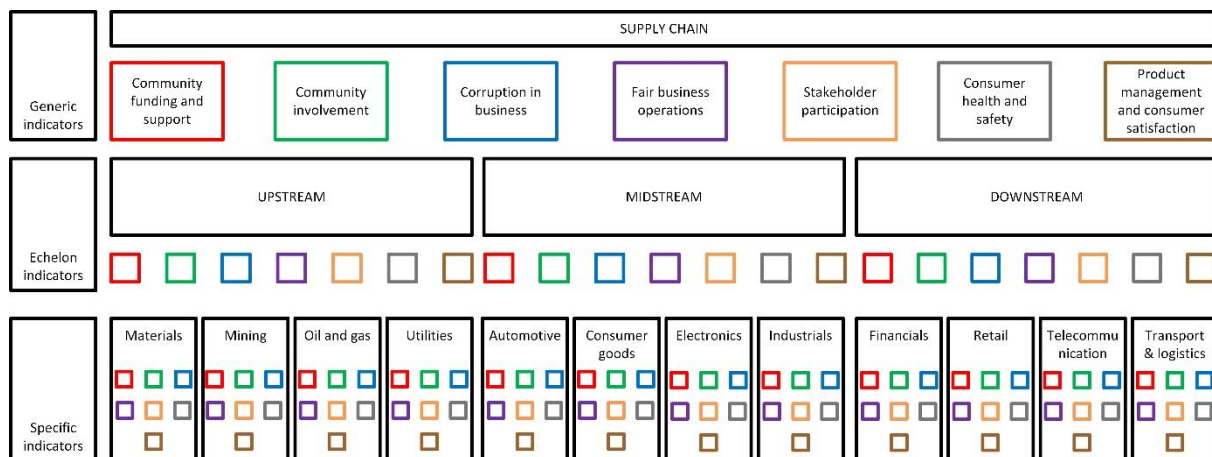 SUPPLY CHAIN
Generic
indicators
Community
funding and
support
Community
involvement
Corruption in
business
Fair business
operations
Stakeholder
participation
Consumer
health and
safety
Product
management
and consumer
satisfaction
Echelon
indicators
UPSTREAM
MIDSTREAM
DOWNSTREAM
Specific
indicators
Materials
Mining
Oil and gas
Utilities
Automotive
Consumer
goods
Electronics
Industrials
Financials
Retail
Telecommu
nication
Transport
& logistics